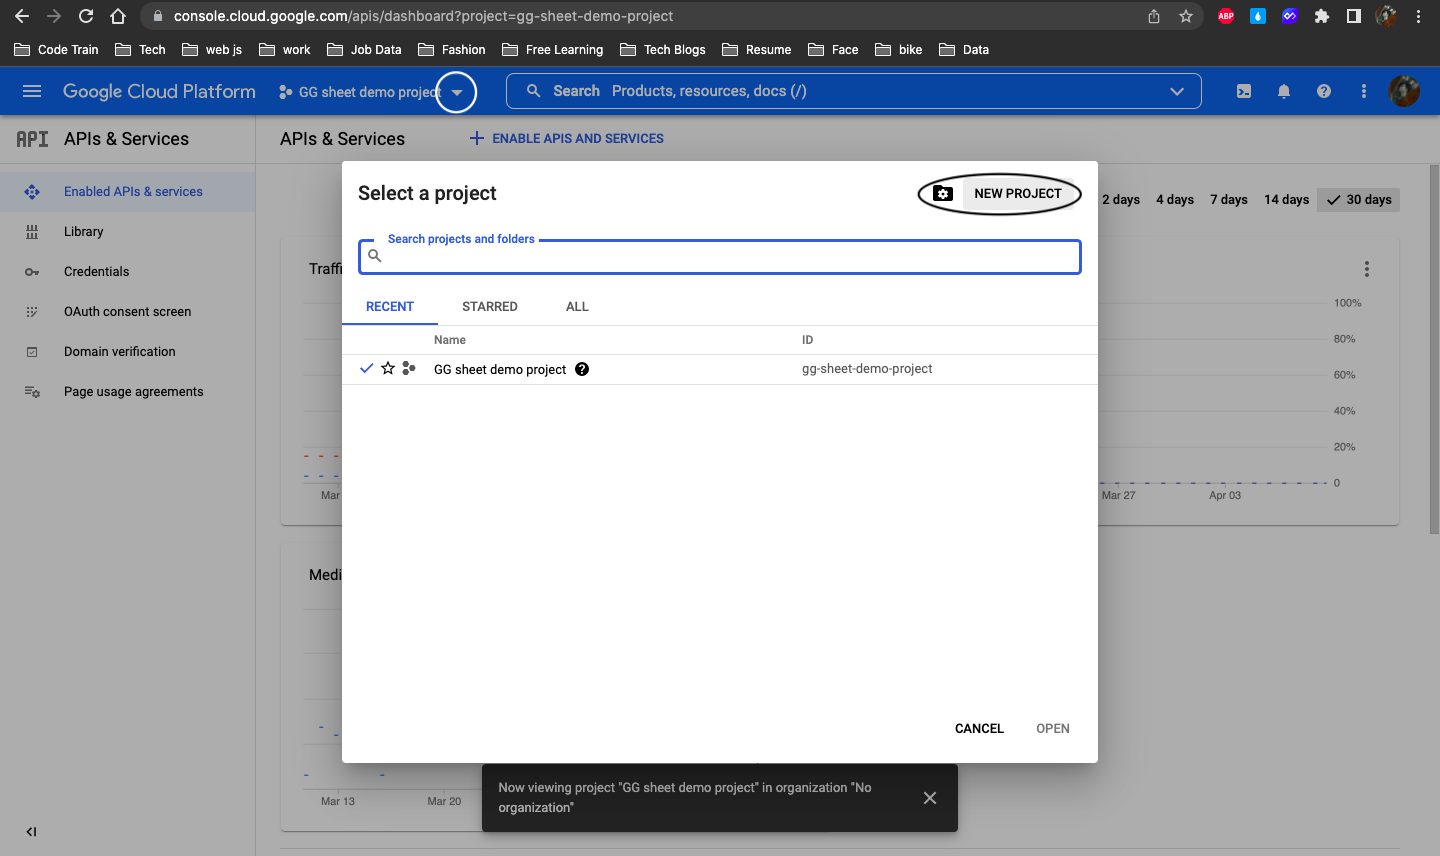 console.cloud.google.com/apis/dashboard?project=gg-sheet-demo-project
ABP
Code Train Tech web js work Job Data Fashion Free Learning Tech Blogs Resume Face bike Data
Google Cloud Platform GG sheet demo project Search Products, resources, docs (/)
API APIs & Services APIs & Services ENABLE APIS AND SERVICES
Enabled APIs & services
Library
Credentials
OAuth consent screen
Domain verification
Page usage agreements
2 days 4 days 7 days 14 days 30 days
Select a project NEW PROJECT
Search projects and folders
RECENT STARRED ALL
Name ID
GG sheet demo project gg-sheet-demo-project
CANCEL OPEN
Traffi
100%
80%
60%
40%
20%
0
Mar Mar 27 Apr 03
Medi
Mar 13 Mar 20
Now viewing project "GG sheet demo project" in organization "No
organization"